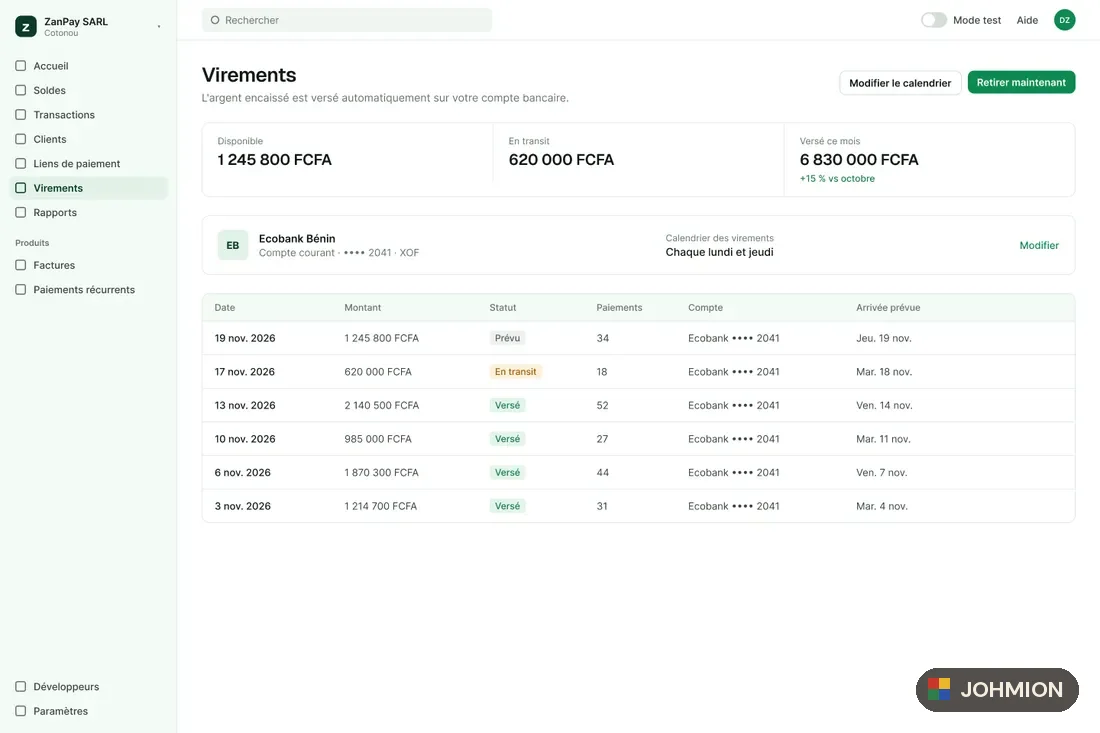 Z
ZanPay SARL
Cotonou
Rechercher
Mode test
Aide
DZ
Accueil
Soldes
Transactions
Clients
Liens de paiement
Virements
Rapports
Produits
Factures
Paiements récurrents
Développeurs
Paramètres
Virements
L'argent encaissé est versé automatiquement sur votre compte bancaire.
Modifier le calendrier
Retirer maintenant
Disponible
1 245 800 FCFA
En transit
620 000 FCFA
Versé ce mois
6 830 000 FCFA
+15 % vs octobre
EB
Ecobank Bénin
Compte courant · •••• 2041 · XOF
Calendrier des virements
Chaque lundi et jeudi
Modifier
Date Montant Statut Paiements Compte Arrivée prévue
19 nov. 2026 1 245 800 FCFA Prévu 34 Ecobank •••• 2041 Jeu. 19 nov.
17 nov. 2026 620 000 FCFA En transit 18 Ecobank •••• 2041 Mar. 18 nov.
13 nov. 2026 2 140 500 FCFA Versé 52 Ecobank •••• 2041 Ven. 14 nov.
10 nov. 2026 985 000 FCFA Versé 27 Ecobank •••• 2041 Mar. 11 nov.
6 nov. 2026 1 870 300 FCFA Versé 44 Ecobank •••• 2041 Ven. 7 nov.
3 nov. 2026 1 214 700 FCFA Versé 31 Ecobank •••• 2041 Mar. 4 nov.
JOHMION